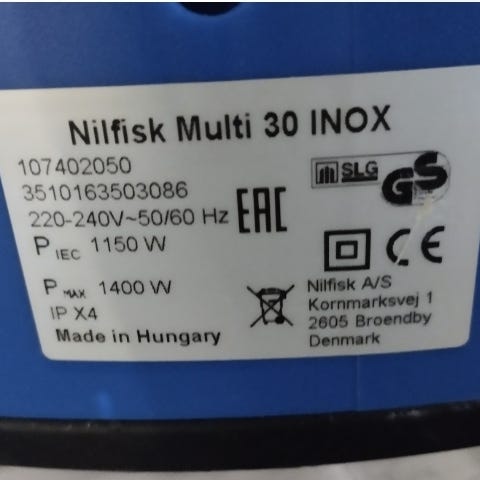 Nilfisk Multi 30 INOX
107402050
3510163503086
220-240V~50/60 Hz
P IEC 1150 W
P MAX 1400 W
IP X4
Made in Hungary
SLG
GS
EAC
CE
Nilfisk A/S
Kornmarksvej 1
2605 Broendby
Denmark